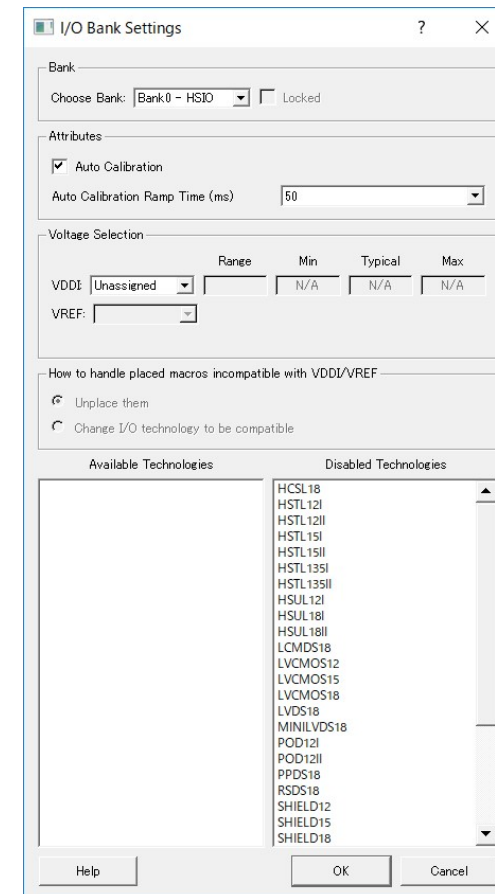 I/O Bank Settings ?
Bank
Choose Bank: Bank0 - HSIO Locked
Attributes
Auto Calibration
Auto Calibration Ramp Time (ms) 50
Voltage Selection
Range Min Typical Max
VDDI: Unassigned N/A N/A N/A
VREF:
How to handle placed macros incompatible with VDDI/VREF
Unplace them
Change I/O technology to be compatible
Available Technologies Disabled Technologies
HCSL18
HSTL12I
HSTL12II
HSTL15I
HSTL15II
HSTL135I
HSTL135II
HSUL12I
HSUL18I
HSUL18II
LCMDS18
LVCMOS12
LVCMOS15
LVCMOS18
LVDS18
MINILVDS18
POD12I
POD12II
PPDS18
RSDS18
SHIELD12
SHIELD15
SHIELD18
Help OK Cancel